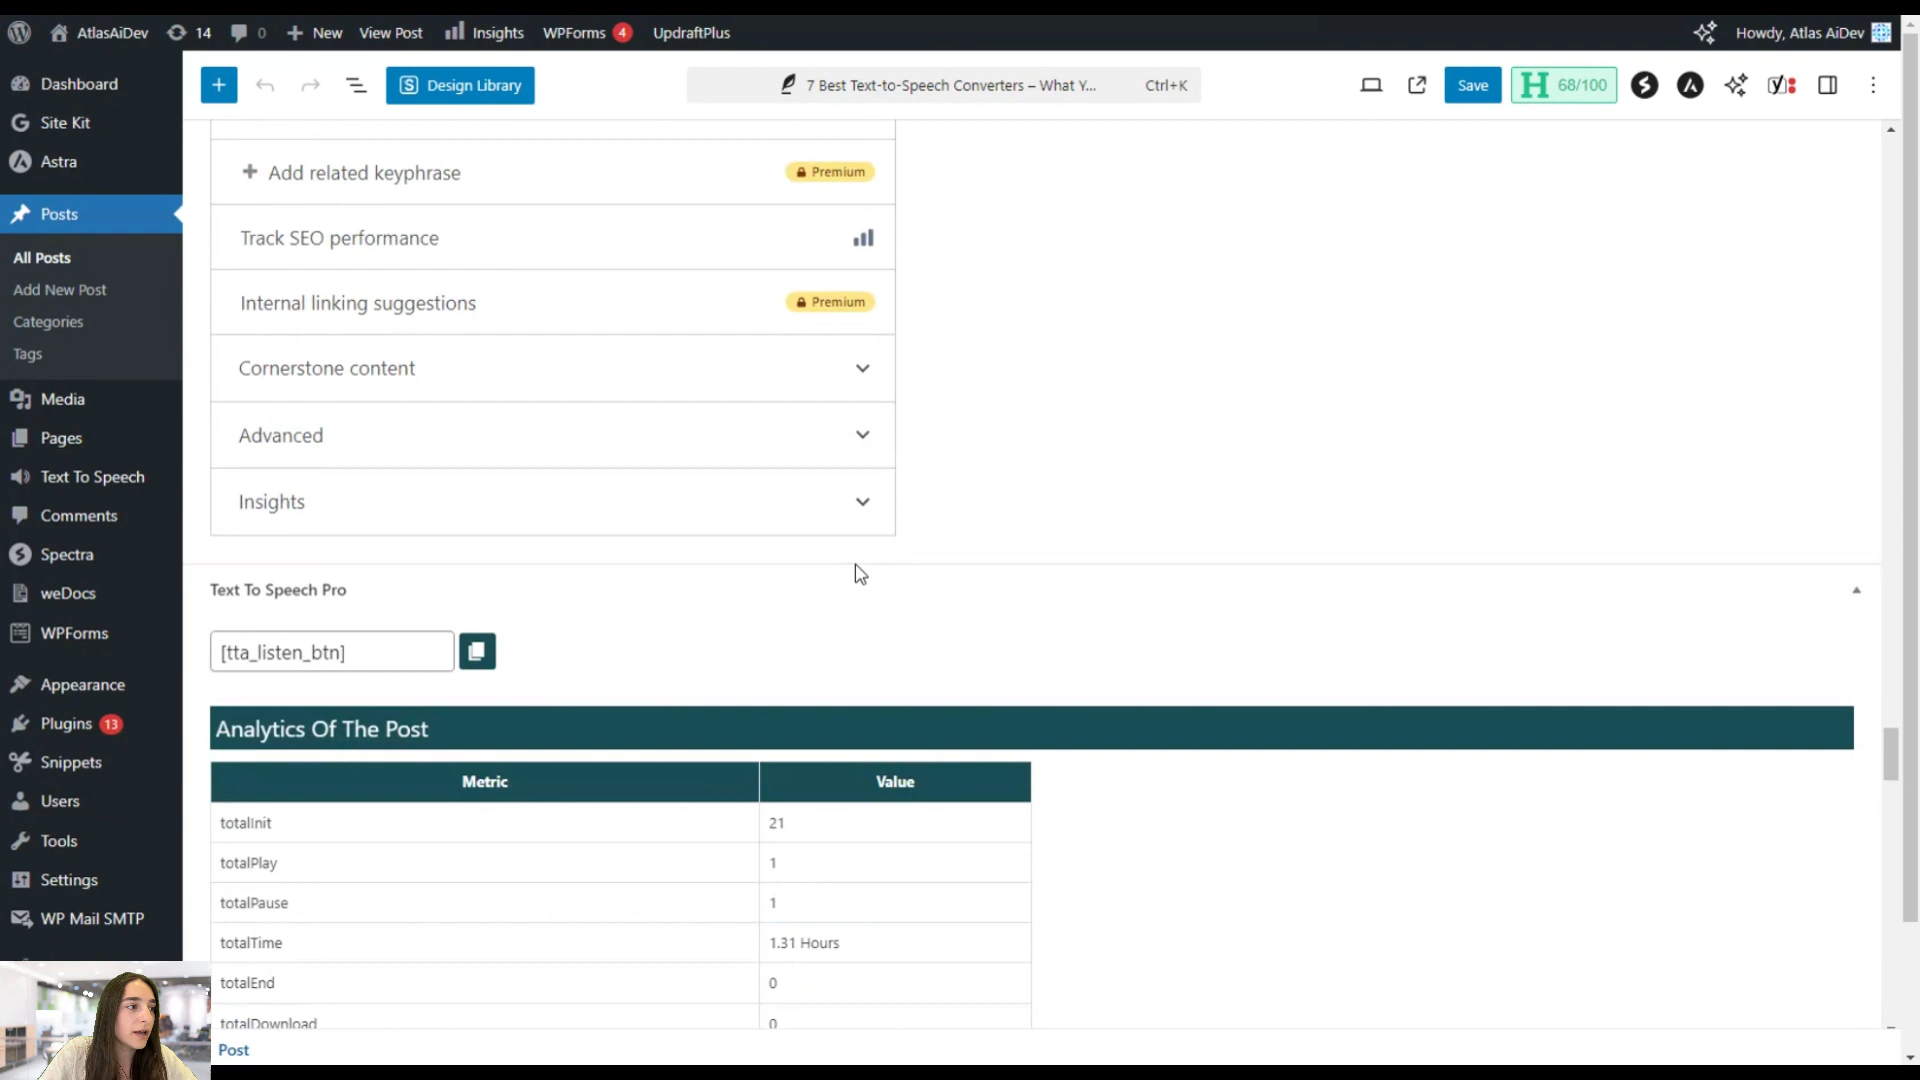 AtlasAiDev 14 0 New View Post Insights WPForms 4 UpdraftPlus Howdy, Atlas AiDev
Dashboard
Site Kit
Astra
Posts
All Posts
Add New Post
Categories
Tags
Media
Pages
Text To Speech
Comments
Spectra
weDocs
WPForms
Appearance
Plugins 13
Snippets
Users
Tools
Settings
WP Mail SMTP
Design Library 7 Best Text-to-Speech Converters – What Y... Ctrl+K Save 68/100
Add related keyphrase Premium
Track SEO performance
Internal linking suggestions Premium
Cornerstone content
Advanced
Insights
Text To Speech Pro
[tta_listen_btn]
Analytics Of The Post
Metric Value
totalInit 21
totalPlay 1
totalPause 1
totalTime 1.31 Hours
totalEnd 0
totalDownload 0
Post